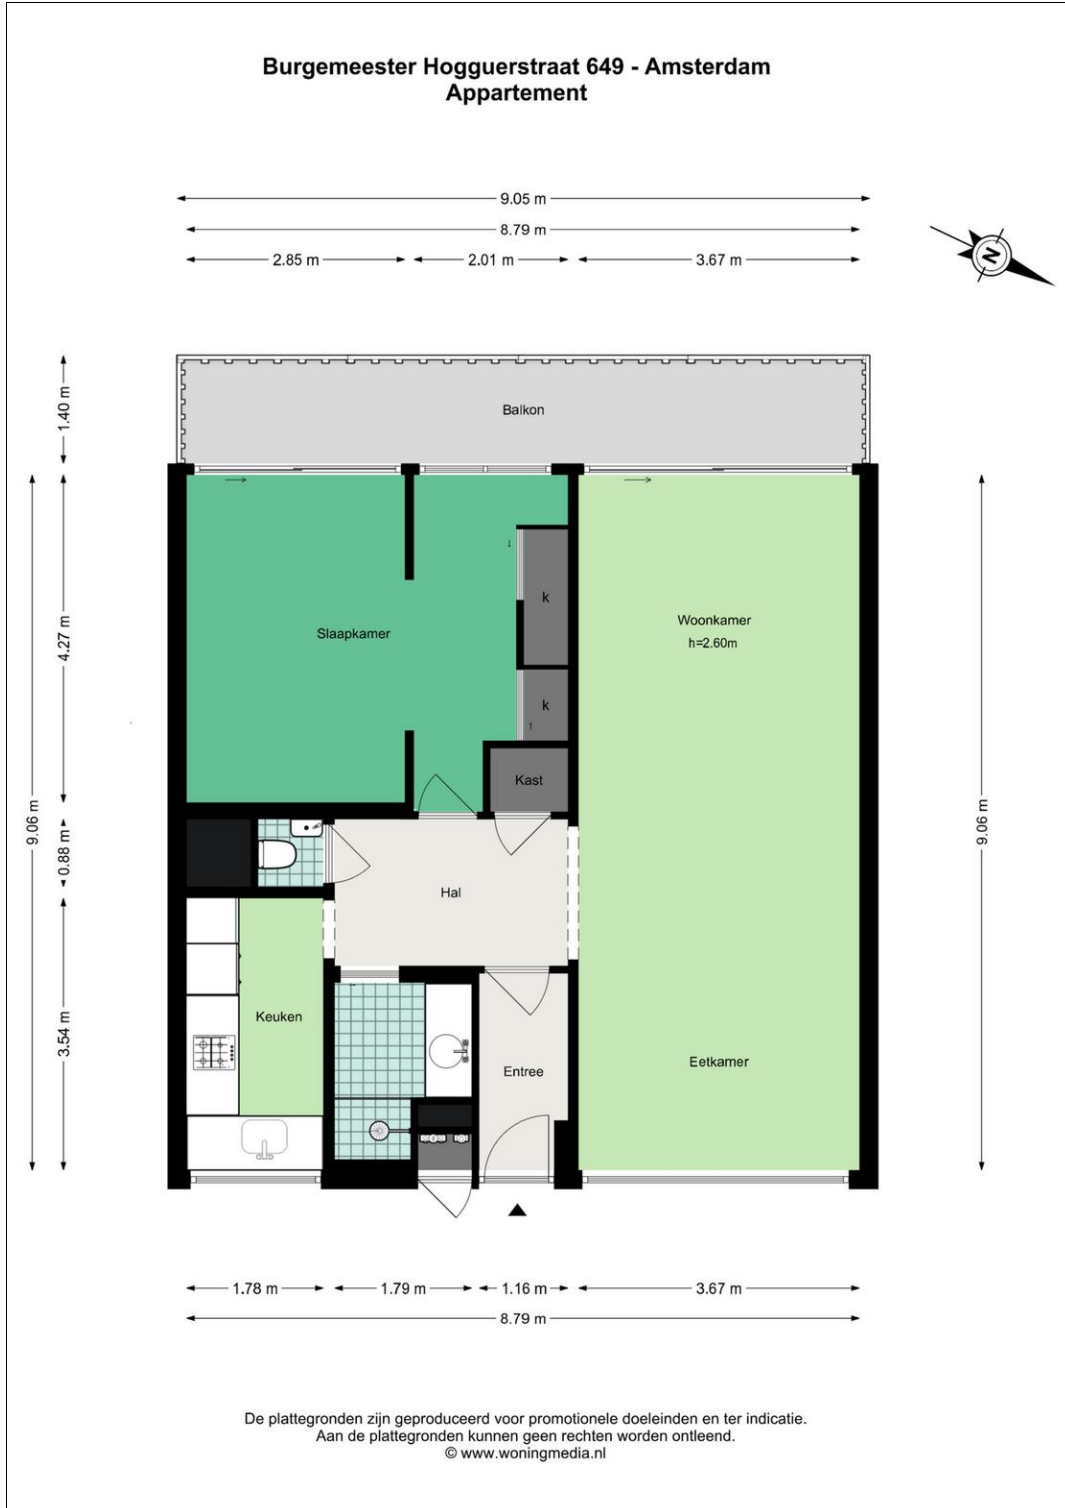 Burgemeester Hogguerstraat 649 - Amsterdam
Appartement
9.05 m
8.79 m
2.85 m
2.01 m
3.67 m
N
1.40 m
Balkon
4.27 m
9.06 m
0.88 m
3.54 m
9.06 m
k
Woonkamer
h=2.60m
Slaapkamer
k
Kast
Hal
Keuken
Entree
Eetkamer
1.78 m
1.79 m
1.16 m
3.67 m
8.79 m
De plattegronden zijn geproduceerd voor promotionele doeleinden en ter indicatie.
Aan de plattegronden kunnen geen rechten worden ontleend.
© www.woningmedia.nl